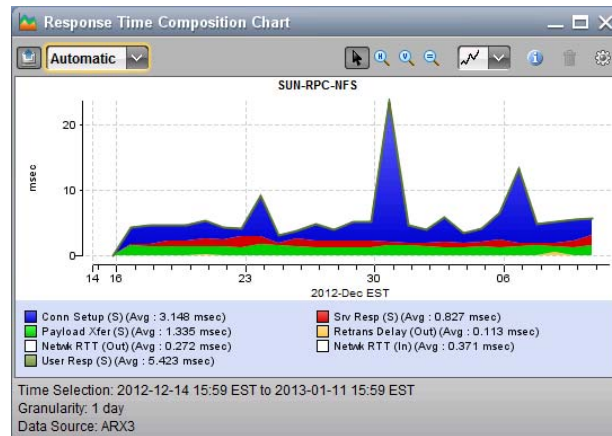 Response Time Composition Chart
Automatic
SUN-RPC-NFS
msec
20
10
0
14 16 23 30 06
2012-Dec EST
Conn Setup (S) (Avg : 3.148 msec)
Srv Resp (S) (Avg : 0.827 msec)
Payload Xfer (S) (Avg : 1.335 msec)
Retrans Delay (Out) (Avg : 0.113 msec)
Netwk RTT (Out) (Avg : 0.272 msec)
Netwk RTT (In) (Avg : 0.371 msec)
User Resp (S) (Avg : 5.423 msec)
Time Selection: 2012-12-14 15:59 EST to 2013-01-11 15:59 EST
Granularity: 1 day
Data Source: ARX3